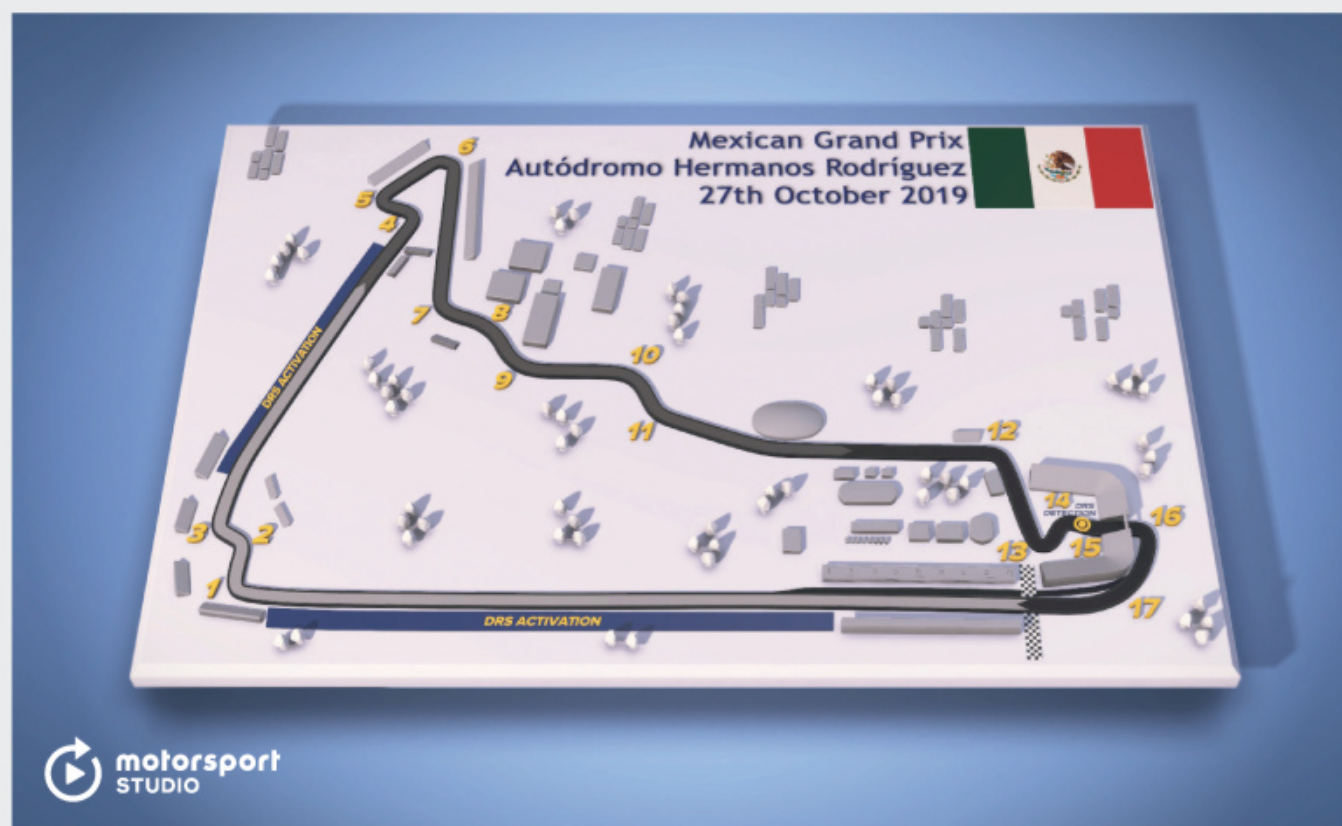 Mexican Grand Prix
Autódromo Hermanos Rodríguez
27th October 2019
6
5
4
DRS ACTIVATION
7
8
9
10
11
12
14
DRS
DETECTION
16
15
13
17
3
2
1
DRS ACTIVATION
motorsport
STUDIO